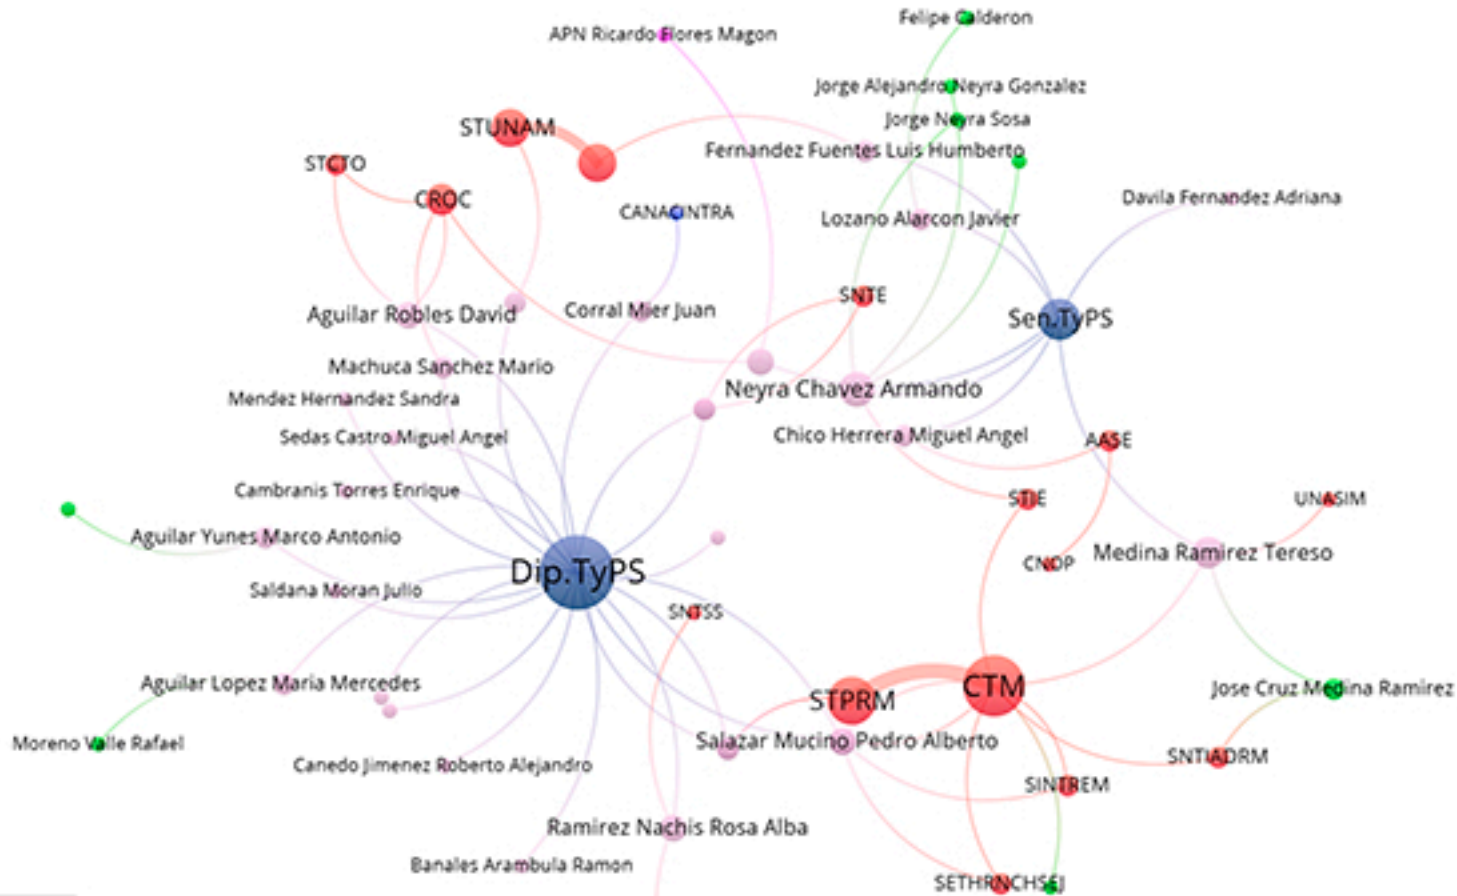 Felipe Calderon
APN Ricardo Flores Magon
Jorge Alejandro Neyra Gonzalez
Jorge Neyra Sosa
STUNAM
Fernandez Fuentes Luis Humberto
STCTO
CROC
Davila Fernandez Adriana
CANACINTRA
Lozano Alarcon Javier
SNTE
Aguilar Robles David
Corral Mier Juan
Sen.TyPS
Machuca Sanchez Mario
Neyra Chavez Armando
Mendez Hernandez Sandra
Sedas Castro Miguel Angel
Chico Herrera Miguel Angel
AASE
Cambranis Torres Enrique
STIE
UNASIM
Aguilar Yunes Marco Antonio
Medina Ramirez Tereso
CNOP
Dip.TyPS
Saldana Moran Julio
SNTSS
Aguilar Lopez Maria Mercedes
CTM
STPRM
Jose Cruz Medina Ramirez
Moreno Valle Rafael
Salazar Mucino Pedro Alberto
SNTIADRM
Canedo Jimenez Roberto Alejandro
SINTREM
Ramirez Nachis Rosa Alba
Banales Arambula Ramon
SETHRNCHSEJ